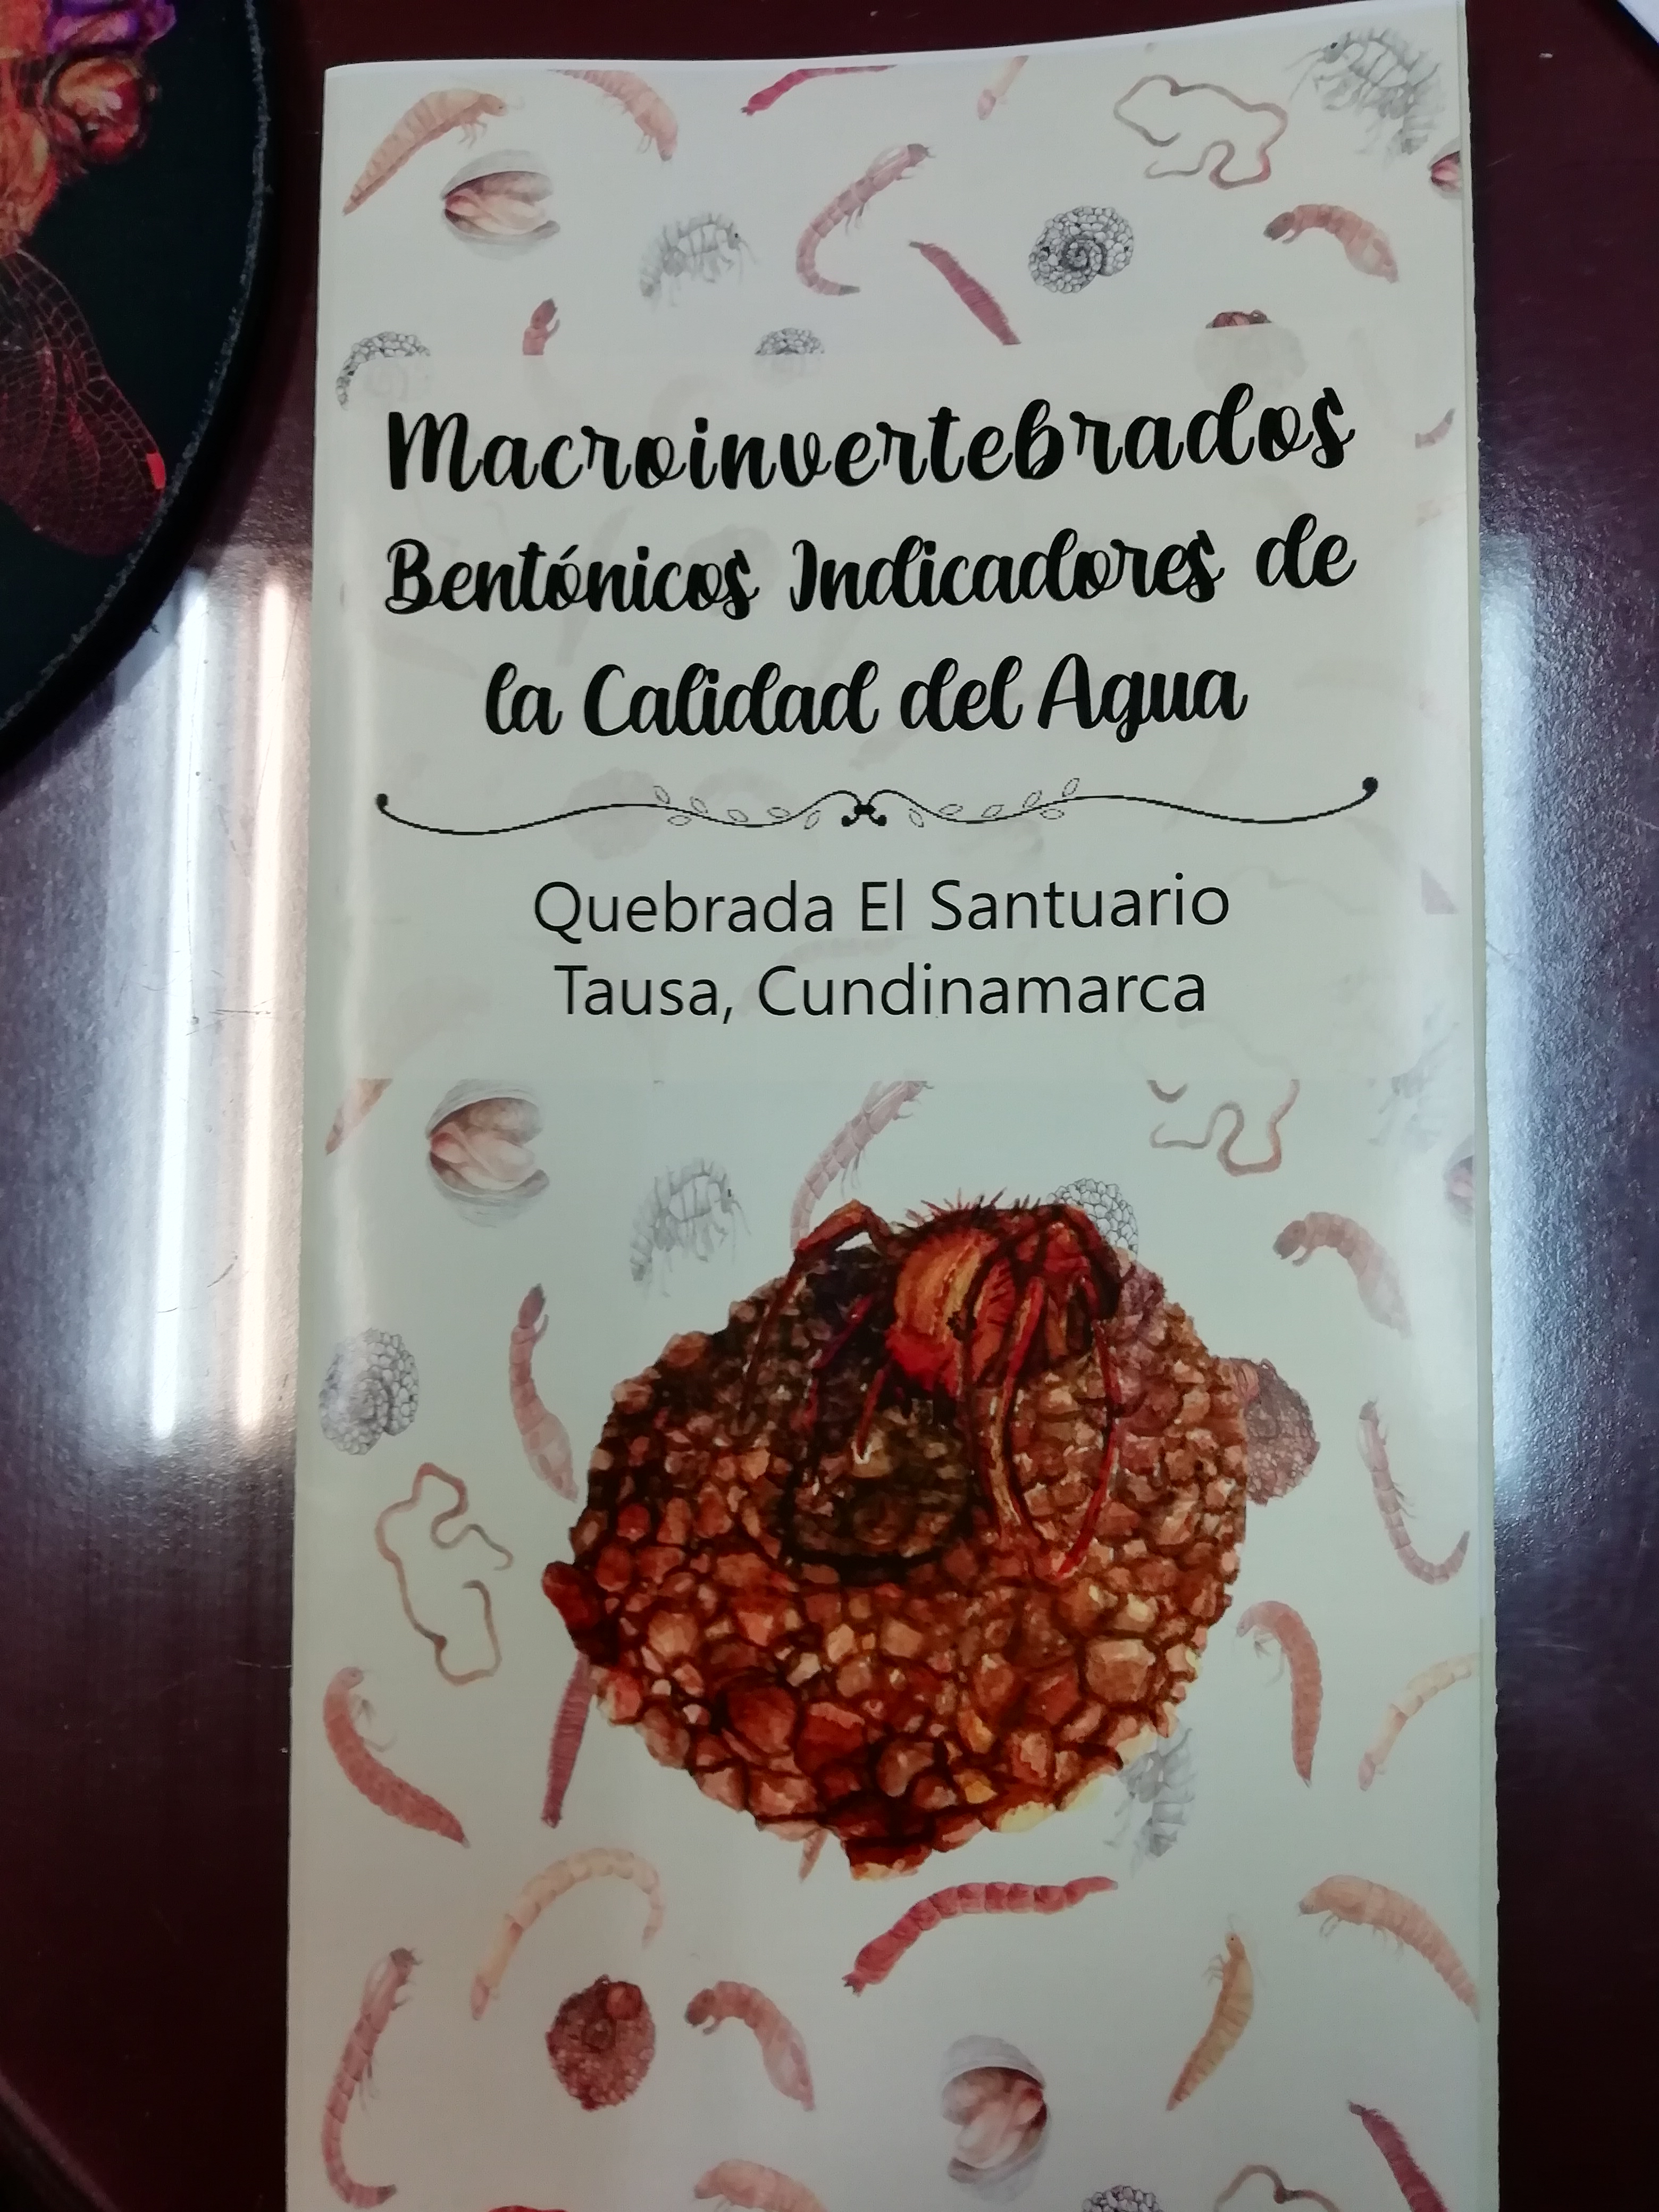 Macroinvertebrados
Bentónicos Indicadores de
la Calidad del Agua
Quebrada El Santuario
Tausa, Cundinamarca